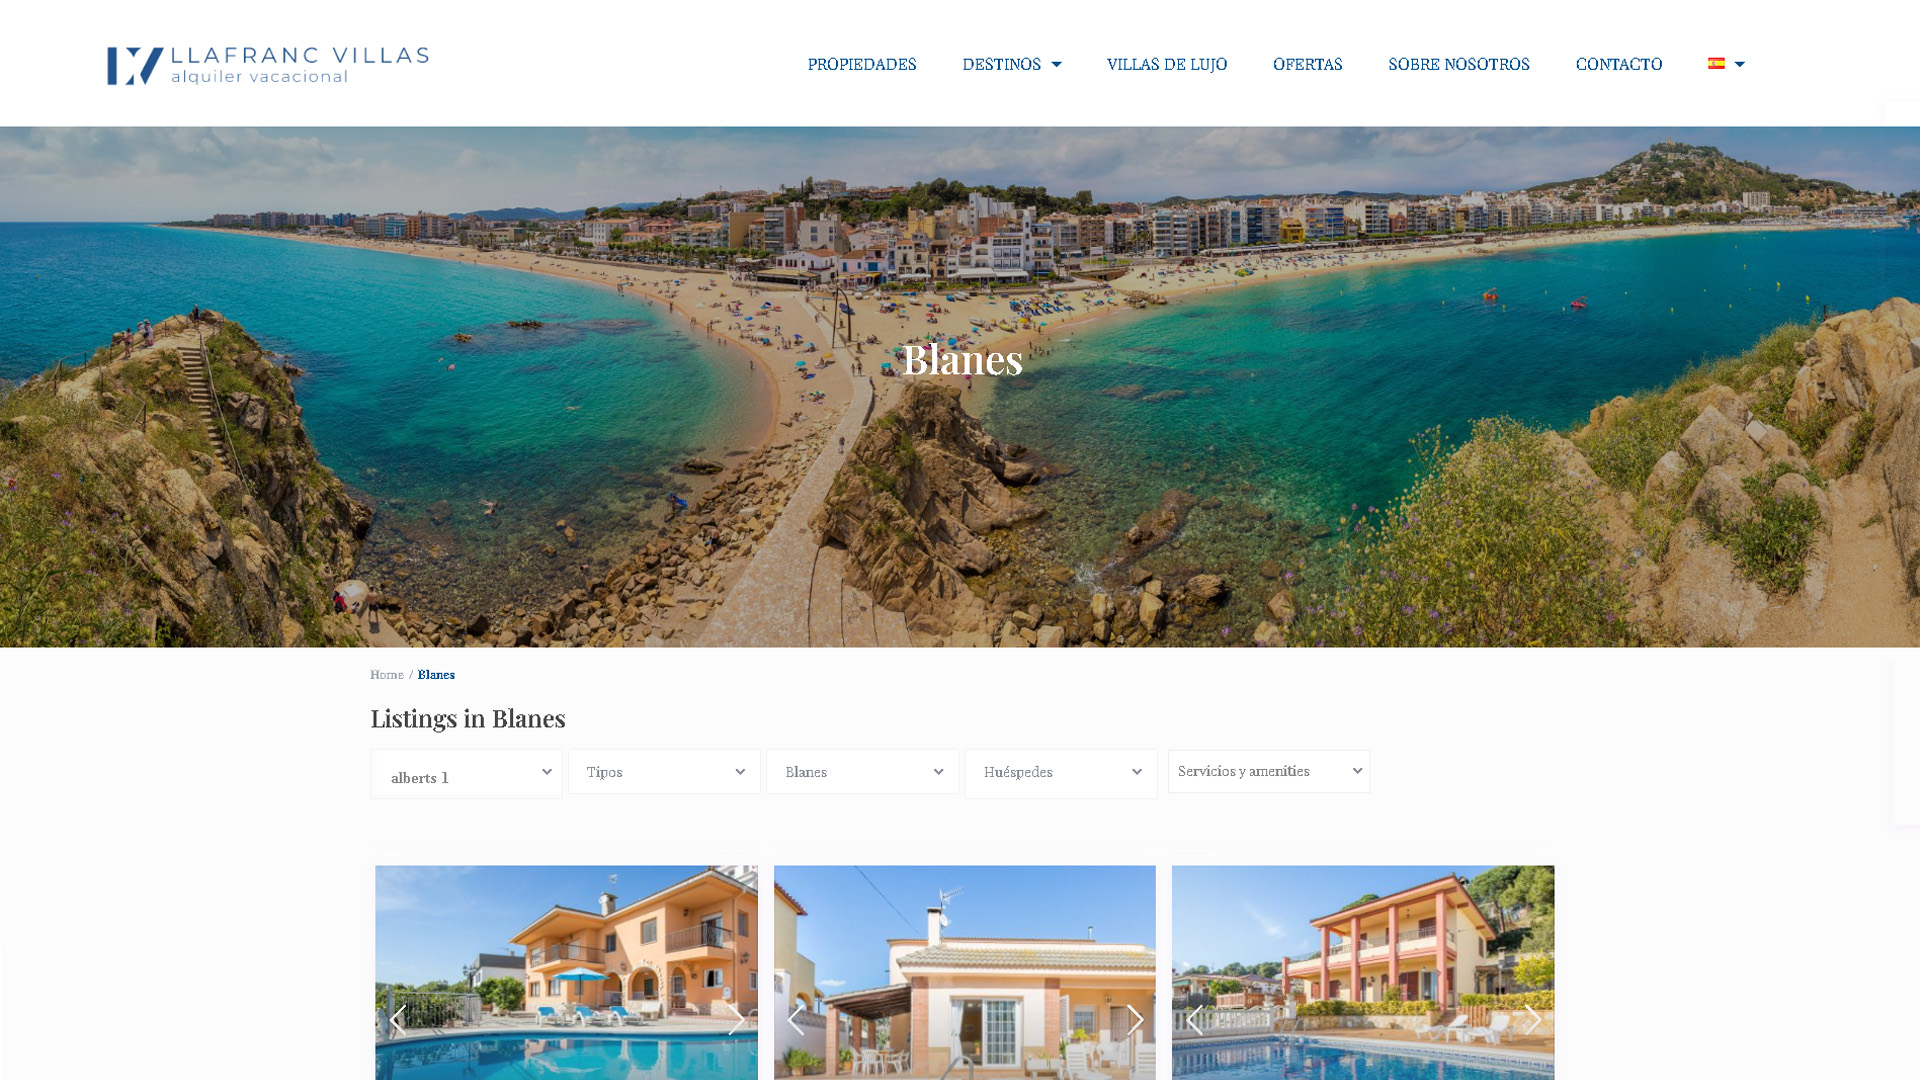 LLAFRANC VILLAS
alquiler vacacional
PROPIEDADES
DESTINOS
VILLAS DE LUJO
OFERTAS
SOBRE NOSOTROS
CONTACTO
Blanes
Home / Blanes
Listings in Blanes
alberts 1
Tipos
Blanes
Huéspedes
Servicios y amenities